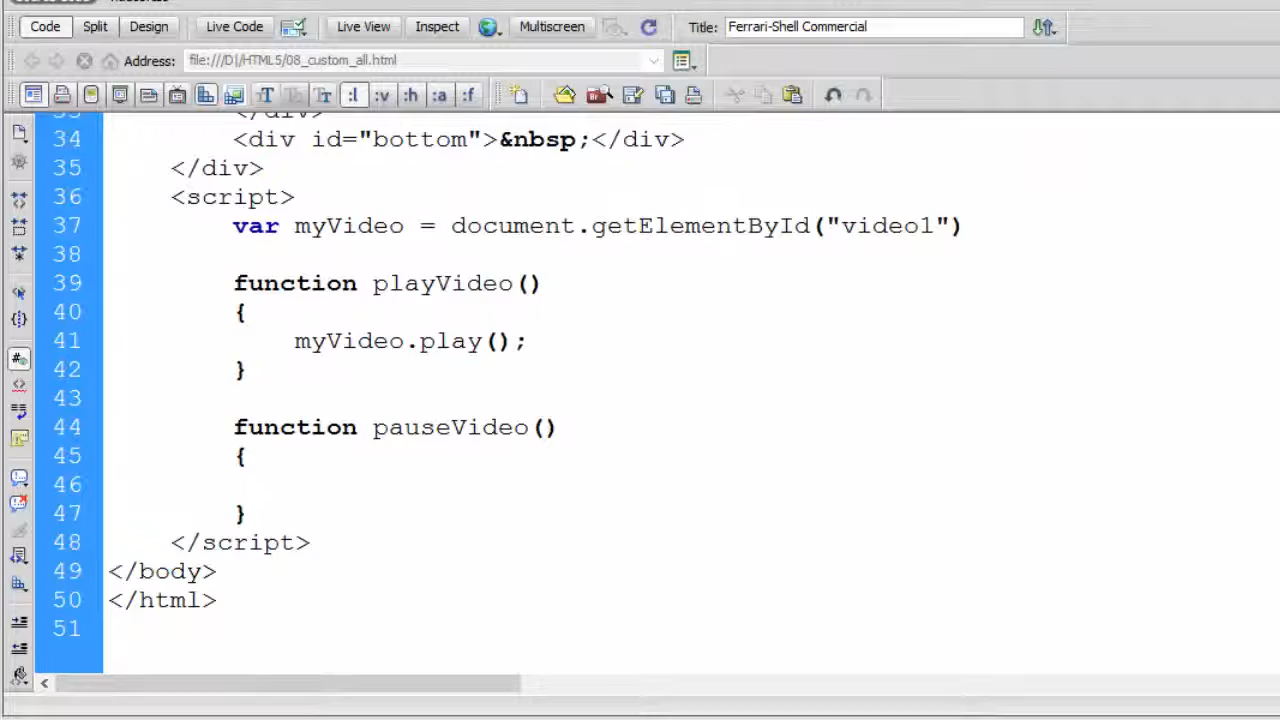 Code Split Design Live Code Live View Inspect Multiscreen Title: Ferrari-Shell Commercial
Address: file:///D|/HTML5/08_custom_all.html
:l :v :h :a :f
34 <div id="bottom">&nbsp;</div>
35 </div>
36 <script>
37 var myVideo = document.getElementById("video1")
38
39 function playVideo()
40 {
41 myVideo.play();
42 }
43
44 function pauseVideo()
45 {
46
47 }
48 </script>
49 </body>
50 </html>
51